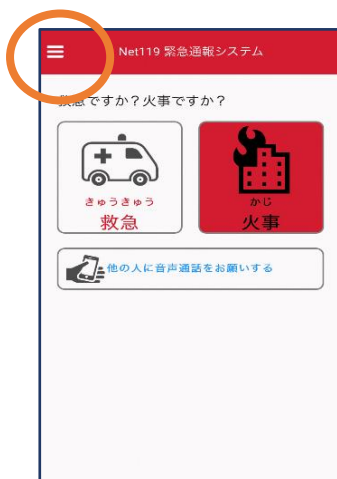 Net119 緊急通報システム
救急ですか？火事ですか？
きゅうきゅう
救急
かじ
火事
他の人に音声通話をお願いする